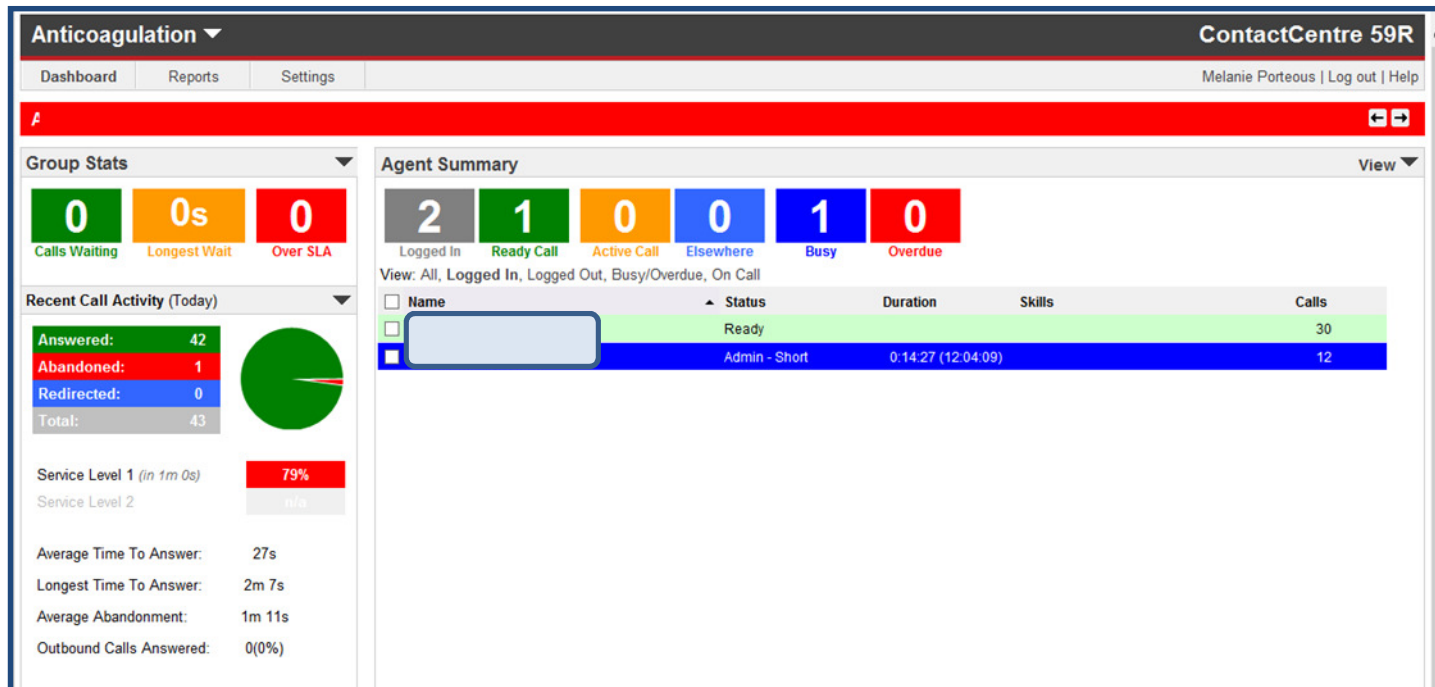 Anticoagulation
ContactCentre 59R
Dashboard Reports Settings
Melanie Porteous | Log out | Help
A
Group Stats
0 0s 0
Calls Waiting Longest Wait Over SLA
Recent Call Activity (Today)
Answered: 42
Abandoned: 1
Redirected: 0
Total: 43
Service Level 1 (in 1m 0s) 79%
Service Level 2 n/a
Average Time To Answer: 27s
Longest Time To Answer: 2m 7s
Average Abandonment: 1m 11s
Outbound Calls Answered: 0(0%)
Agent Summary
View
2 1 0 0 1 0
Logged In Ready Call Active Call Elsewhere Busy Overdue
View: All, Logged In, Logged Out, Busy/Overdue, On Call
Name Status Duration Skills Calls
Ready 30
Admin - Short 0:14:27 (12:04:09) 12